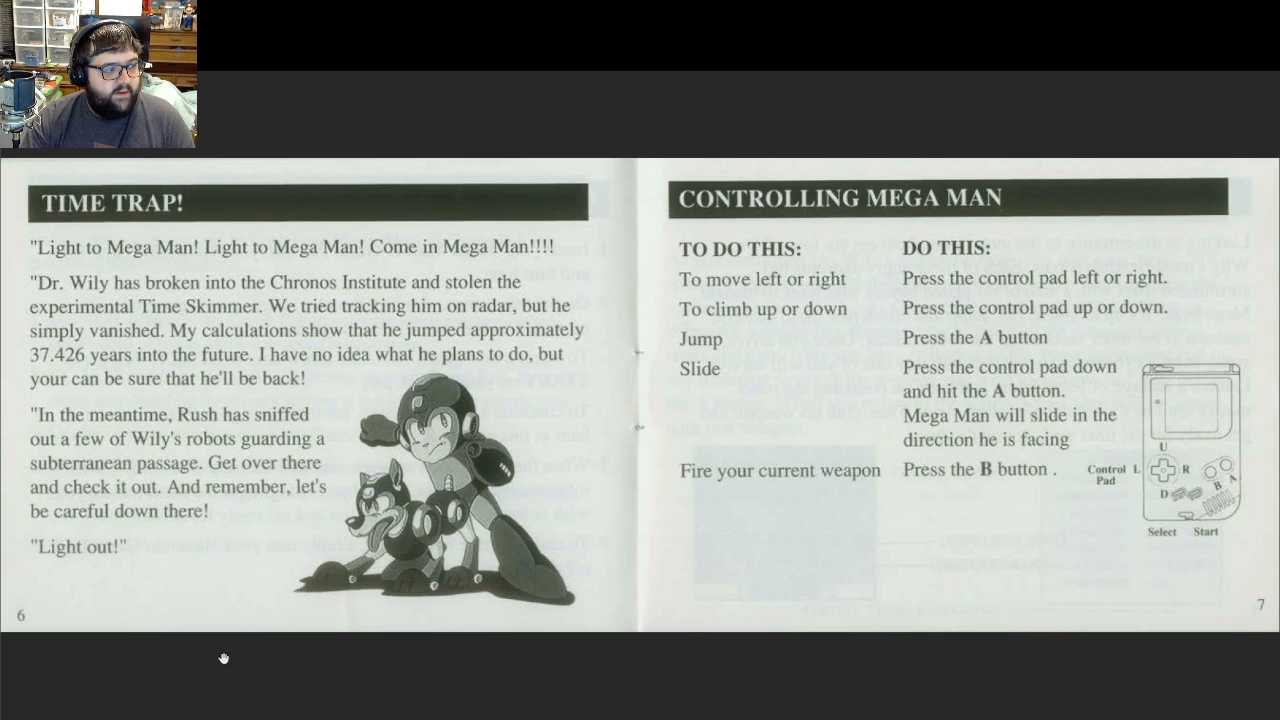 TIME TRAP!
"Light to Mega Man! Light to Mega Man! Come in Mega Man!!!!
"Dr. Wily has broken into the Chronos Institute and stolen the
experimental Time Skimmer. We tried tracking him on radar, but he
simply vanished. My calculations show that he jumped approximately
37.426 years into the future. I have no idea what he plans to do, but
your can be sure that he'll be back!
"In the meantime, Rush has sniffed
out a few of Wily's robots guarding a
subterranean passage. Get over there
and check it out. And remember, let's
be careful down there!
"Light out!"
6
CONTROLLING MEGA MAN
TO DO THIS: DO THIS:
To move left or right Press the control pad left or right.
To climb up or down Press the control pad up or down.
Jump Press the A button
Slide Press the control pad down
and hit the A button.
Mega Man will slide in the
direction he is facing
Fire your current weapon Press the B button .
U
Control Pad L R
D B A
Select Start
7